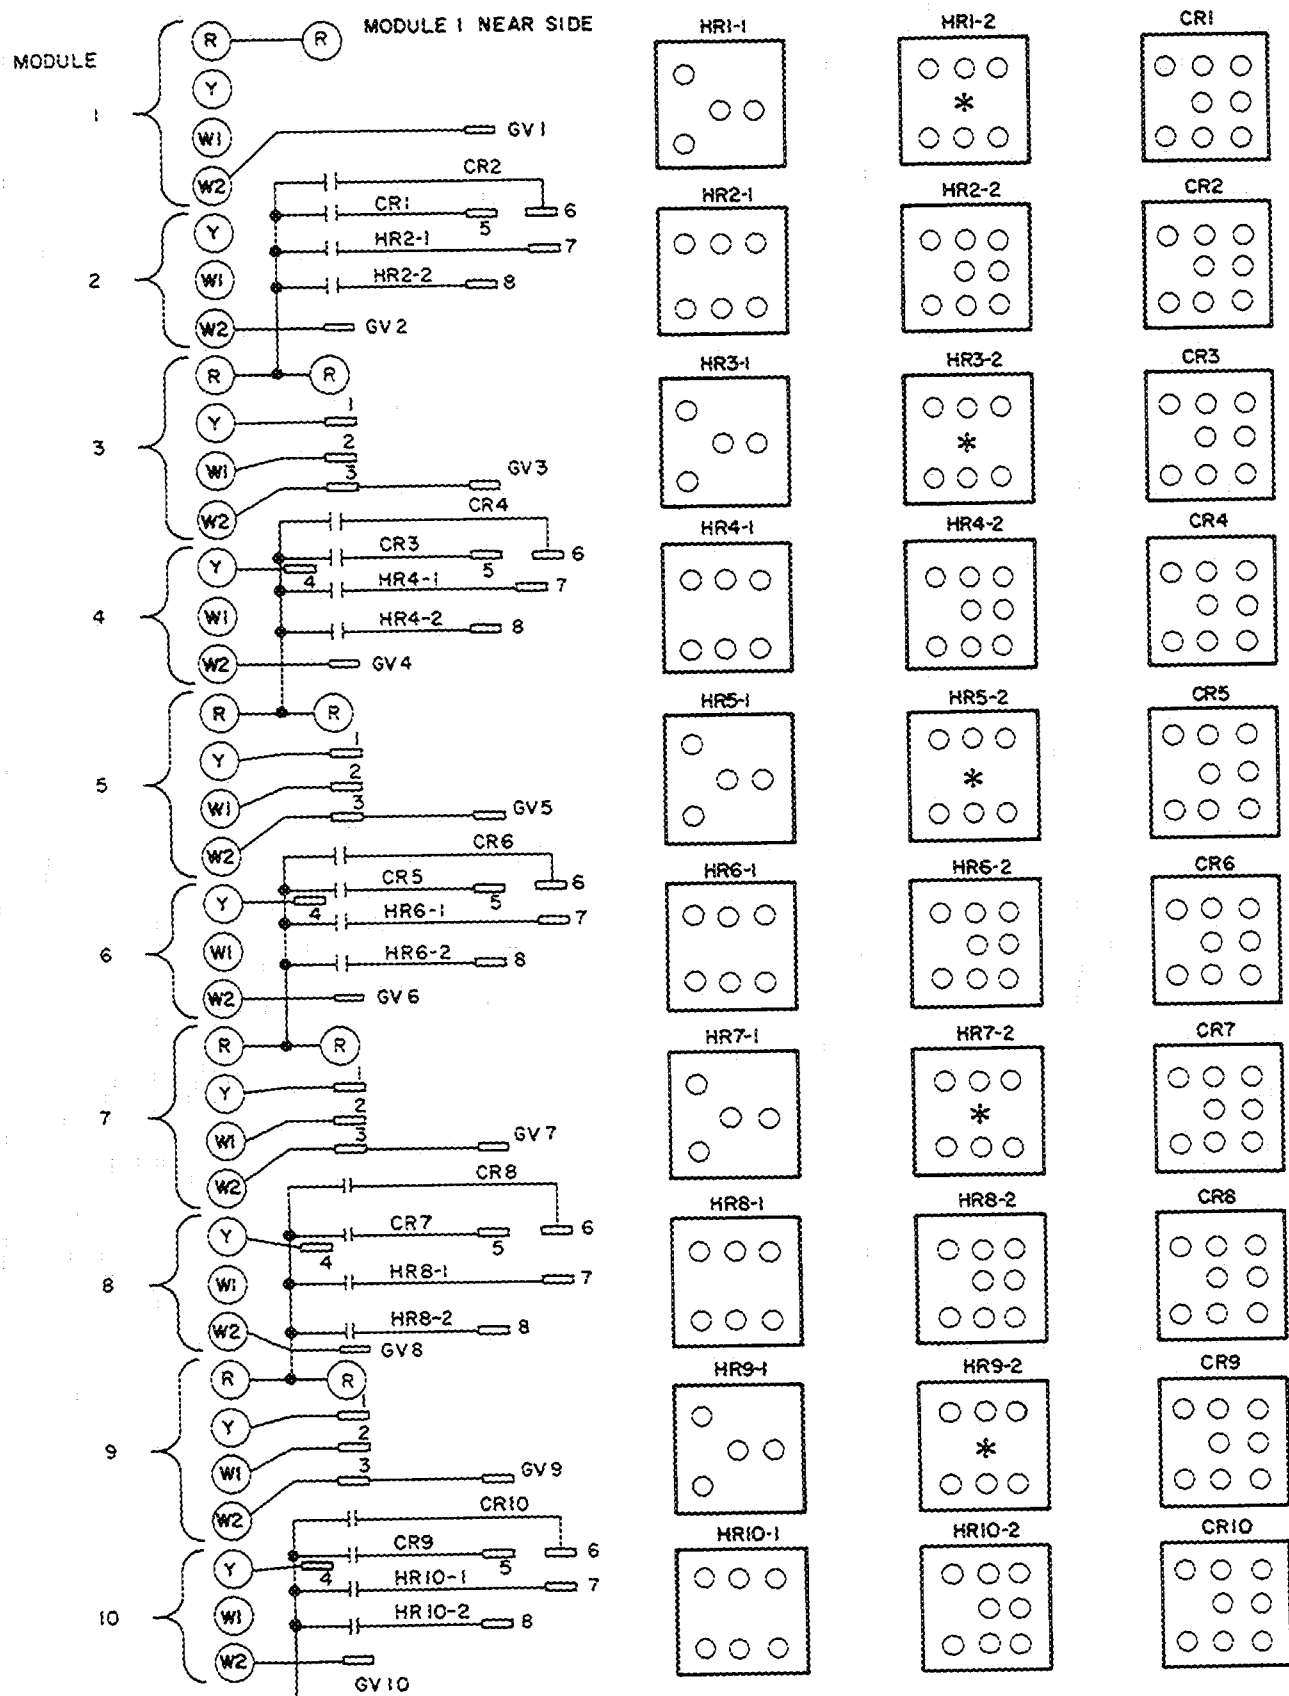 MODULE 1 NEAR SIDE
MODULE
1
R R
Y
W1
W2 GV1
2
CR2 6
CR1 5
Y
HR2-1 7
W1
HR2-2 8
W2 GV2
3
R R
Y 1
W1 2
W2 3 GV3
4
CR4 6
CR3 5
Y 4
HR4-1 7
W1
HR4-2 8
W2 GV4
5
R R
Y 1
W1 2
W2 3 GV5
6
CR6 6
CR5 5
Y 4
HR6-1 7
W1
HR6-2 8
W2 GV6
7
R R
Y 1
W1 2
W2 3 GV7
8
CR8 6
CR7 5
Y 4
HR8-1 7
W1
HR8-2 8
W2 GV8
9
R R
Y 1
W1 2
W2 3 GV9
10
CR10 6
CR9 5
Y 4
HR10-1 7
W1
HR10-2 8
W2
GV10
HR1-1 HR1-2 CR1
*
HR2-1 HR2-2 CR2
HR3-1 HR3-2 CR3
*
HR4-1 HR4-2 CR4
HR5-1 HR5-2 CR5
*
HR6-1 HR6-2 CR6
HR7-1 HR7-2 CR7
*
HR8-1 HR8-2 CR8
HR9-1 HR9-2 CR9
*
HR10-1 HR10-2 CR10